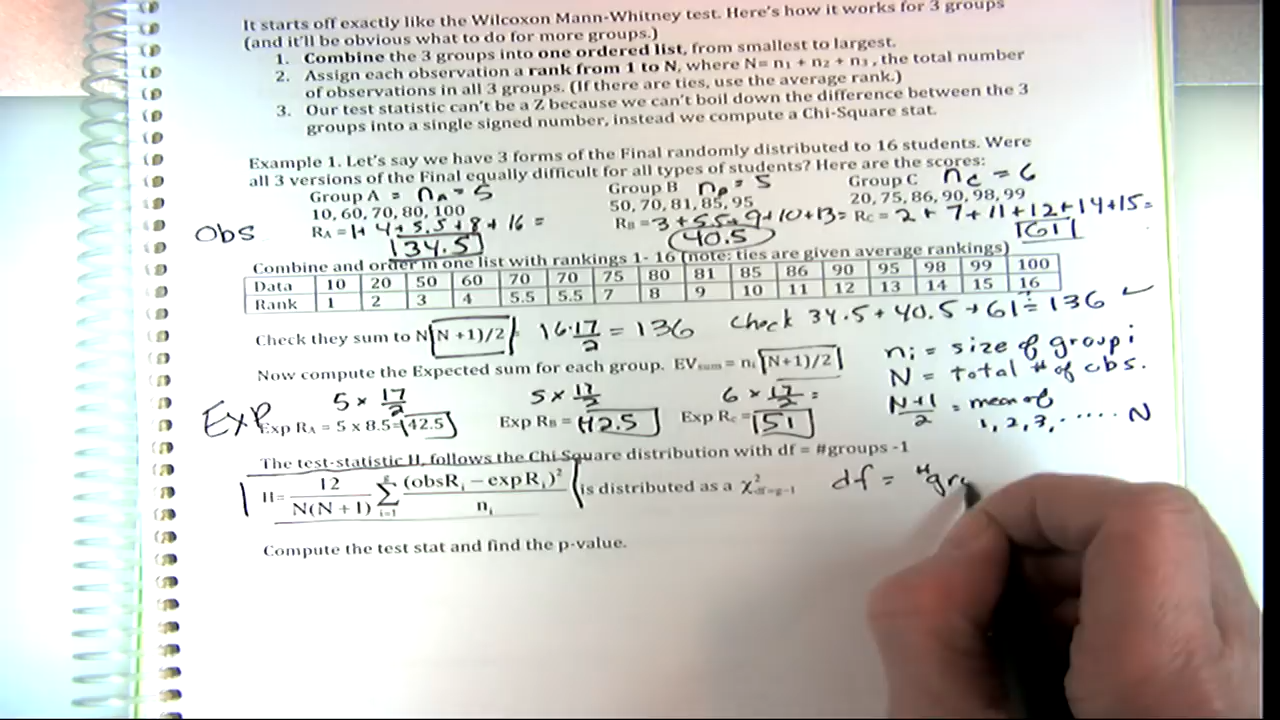 It starts off exactly like the Wilcoxon Mann-Whitney test. Here's how it works for 3 groups
(and it'll be obvious what to do for more groups.)
1. Combine the 3 groups into one ordered list, from smallest to largest.
2. Assign each observation a rank from 1 to N, where N= n1 + n2 + n3 , the total number
of observations in all 3 groups. (If there are ties, use the average rank.)
3. Our test statistic can't be a Z because we can't boil down the difference between the 3
groups into a single signed number, instead we compute a Chi-Square stat.
Example 1. Let's say we have 3 forms of the Final randomly distributed to 16 students. Were
all 3 versions of the Final equally difficult for all types of students? Here are the scores:
Group A = nA = 5 Group B nB = 5 Group C nC = 6
10, 60, 70, 80, 100 50, 70, 81, 85, 95 20, 75, 86, 90, 98, 99
Obs RA = 1+ 4+5.5+8+16 = RB = 3+5.5+9+10+13= RC = 2+7+11+12+14+15=
34.5 40.5 61
Combine and order in one list with rankings 1- 16 (note: ties are given average rankings)
Data 10 20 50 60 70 70 75 80 81 85 86 90 95 98 99 100
Rank 1 2 3 4 5.5 5.5 7 8 9 10 11 12 13 14 15 16
Check they sum to N(N +1)/2 16·17/2 = 136 Check 34.5+40.5+61 = 136 ✓
ni = size of group i
Now compute the Expected sum for each group. EVsum = ni (N+1)/2
N = total # of obs.
5 × 17/2 5 × 17/2 6 × 17/2 =
N+1/2 = mean of
Exp Exp RA = 5 x 8.5= 42.5 Exp RB = 42.5 Exp RC = 51
1, 2, 3, ..... N
The test-statistic H, follows the Chi Square distribution with df = #groups -1
H= 12/N(N+1) Σ i=1 g (obsRi − expRi)²/ni is distributed as a χ² df=g-1 df = #gro
Compute the test stat and find the p-value.